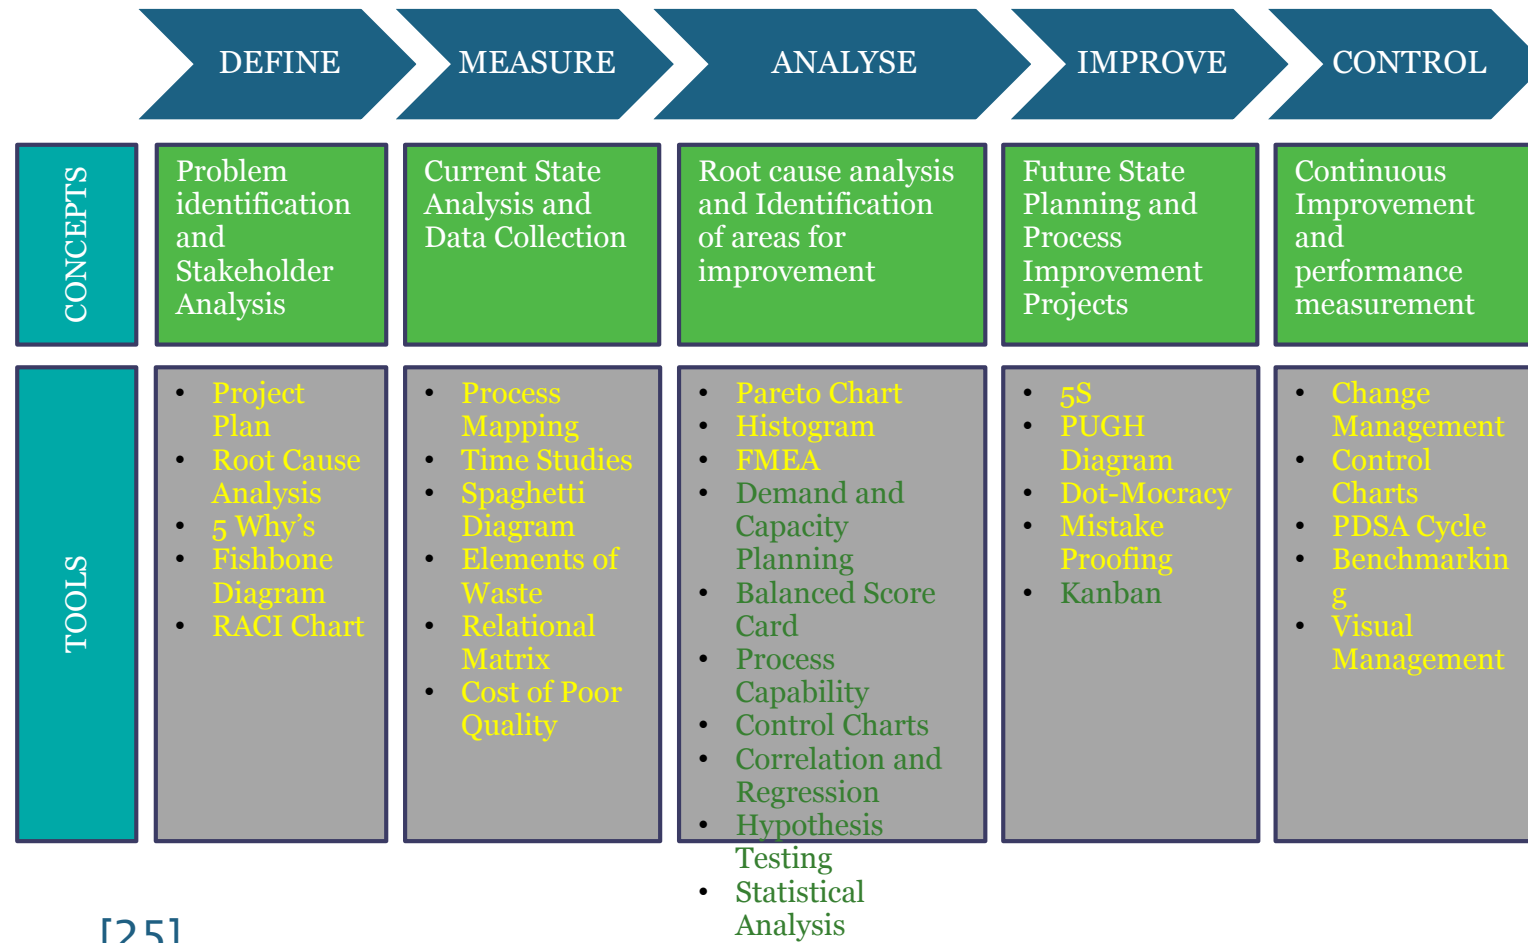 DEFINE
MEASURE
ANALYSE
IMPROVE
CONTROL
CONCEPTS
Problem
identification
and
Stakeholder
Analysis
Current State
Analysis and
Data Collection
Root cause analysis
and Identification
of areas for
improvement
Future State
Planning and
Process
Improvement
Projects
Continuous
Improvement
and
performance
measurement
TOOLS
• Project
Plan
• Root Cause
Analysis
• 5 Why’s
• Fishbone
Diagram
• RACI Chart
• Process
Mapping
• Time Studies
• Spaghetti
Diagram
• Elements of
Waste
• Relational
Matrix
• Cost of Poor
Quality
• Pareto Chart
• Histogram
• FMEA
• Demand and
Capacity
Planning
• Balanced Score
Card
• Process
Capability
• Control Charts
• Correlation and
Regression
• Hypothesis
Testing
• Statistical
Analysis
• 5S
• PUGH
Diagram
• Dot-Mocracy
• Mistake
Proofing
• Kanban
• Change
Management
• Control
Charts
• PDSA Cycle
• Benchmarkin
g
• Visual
Management
[25]